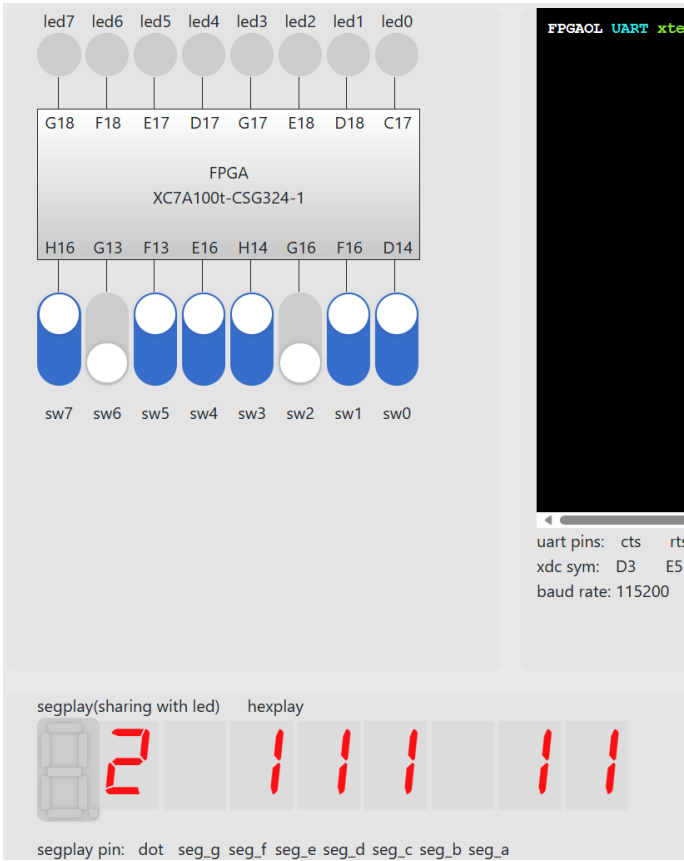 led7 led6 led5 led4 led3 led2 led1 led0
G18 F18 E17 D17 G17 E18 D18 C17
FPGA
XC7A100t-CSG324-1
H16 G13 F13 E16 H14 G16 F16 D14
sw7 sw6 sw5 sw4 sw3 sw2 sw1 sw0
FPGAOL UART xte
uart pins: cts rts
xdc sym: D3 E5
baud rate: 115200
segplay(sharing with led) hexplay
2 1 1 1 1 1
segplay pin: dot seg_g seg_f seg_e seg_d seg_c seg_b seg_a